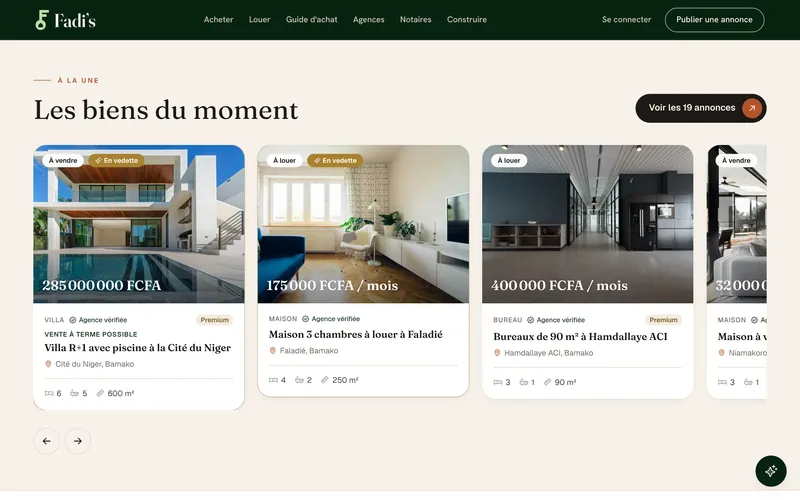 Fadi's
Acheter Louer Guide d'achat Agences Notaires Construire
Se connecter Publier une annonce
À LA UNE
Les biens du moment
Voir les 19 annonces
À vendre En vedette
285 000 000 FCFA
VILLA Agence vérifiée Premium
VENTE À TERME POSSIBLE
Villa R+1 avec piscine à la Cité du Niger
Cité du Niger, Bamako
6 5 600 m²
À louer En vedette
175 000 FCFA / mois
MAISON Agence vérifiée
Maison 3 chambres à louer à Faladié
Faladié, Bamako
4 2 250 m²
À louer
400 000 FCFA / mois
BUREAU Agence vérifiée Premium
Bureaux de 90 m² à Hamdallaye ACI
Hamdallaye ACI, Bamako
3 1 90 m²
À vendre
MAISON
Maison à
3 1